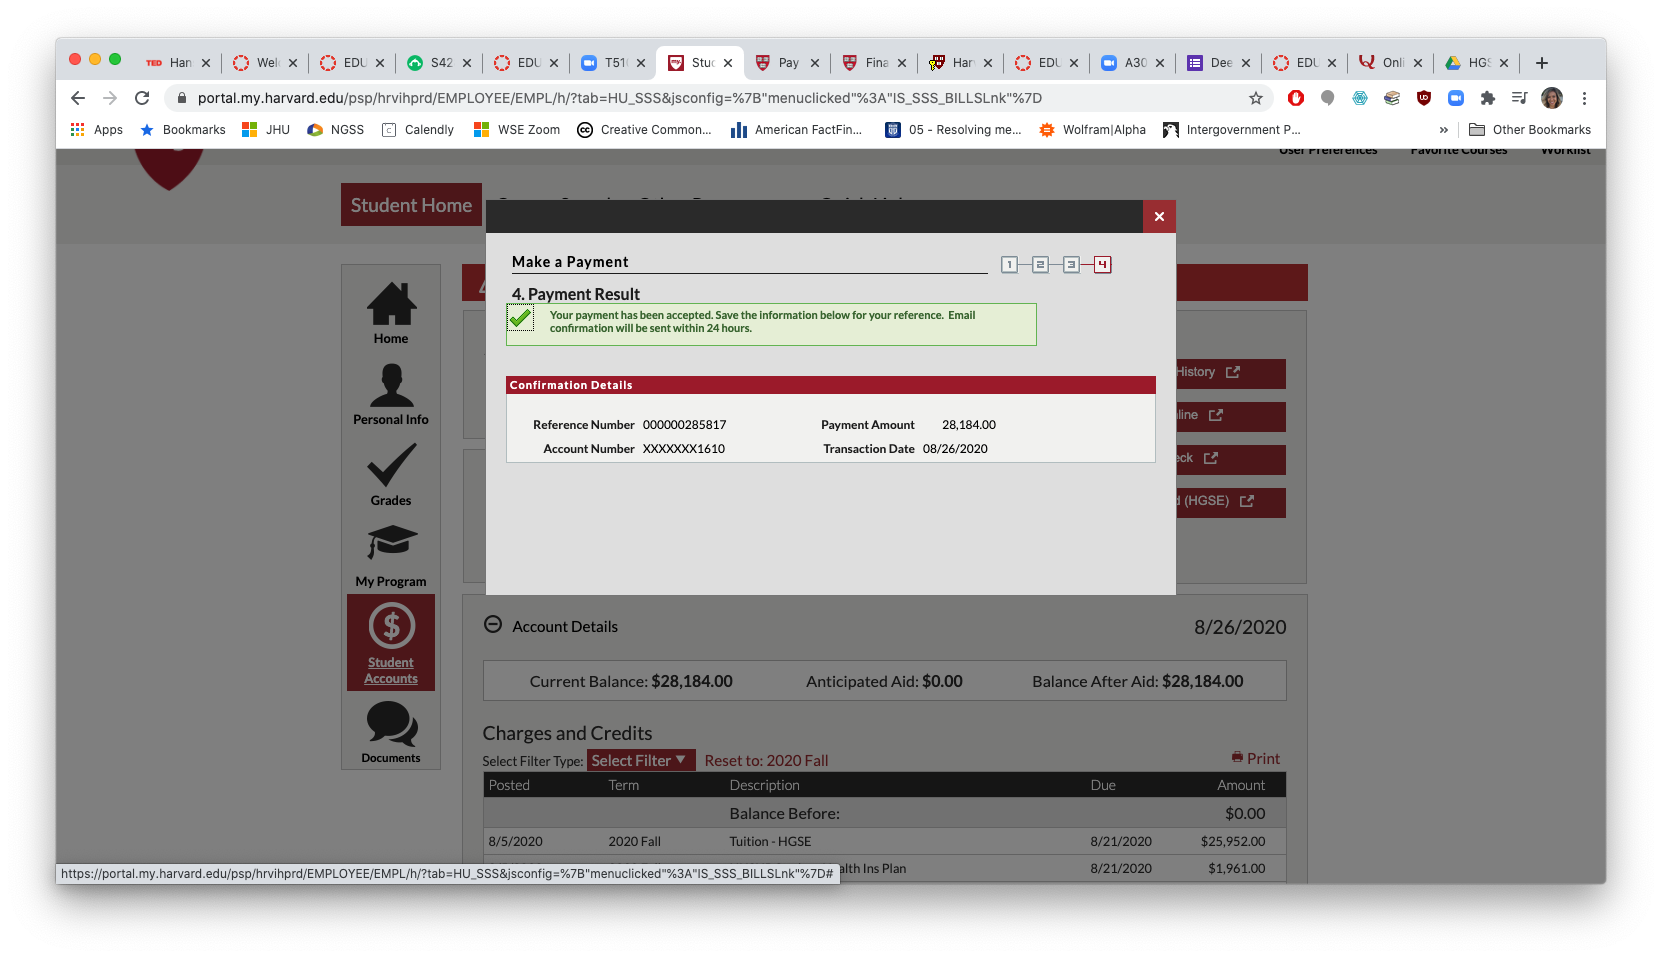 TED Han
Wel
EDU
S42
EDU
T51
Stud
Pay
Fina
Har
EDU
A30
Dee
EDU
Onli
HGS
portal.my.harvard.edu/psp/hrvihprd/EMPLOYEE/EMPL/h/?tab=HU_SSS&jsconfig=%7B"menuclicked"%3A"IS_SSS_BILLSLnk"%7D
Apps
Bookmarks
JHU
NGSS
Calendly
WSE Zoom
Creative Common...
American FactFin...
05 - Resolving me...
Wolfram|Alpha
Intergovernment P...
»
Other Bookmarks
User Preferences
Favorite Courses
Worklist
Student Home
Make a Payment
1 2 3 4
4. Payment Result
Your payment has been accepted. Save the information below for your reference. Email
confirmation will be sent within 24 hours.
Confirmation Details
Reference Number 000000285817
Payment Amount 28,184.00
Account Number XXXXXXX1610
Transaction Date 08/26/2020
Home
Personal Info
Grades
My Program
Student
Accounts
Documents
History
line
eck
(HGSE)
Account Details
8/26/2020
Current Balance: $28,184.00
Anticipated Aid: $0.00
Balance After Aid: $28,184.00
Charges and Credits
Select Filter Type: Select Filter ▼ Reset to: 2020 Fall
Print
Posted Term Description Due Amount
Balance Before: $0.00
8/5/2020 2020 Fall Tuition - HGSE 8/21/2020 $25,952.00
alth Ins Plan 8/21/2020 $1,961.00
https://portal.my.harvard.edu/psp/hrvihprd/EMPLOYEE/EMPL/h/?tab=HU_SSS&jsconfig=%7B"menuclicked"%3A"IS_SSS_BILLSLnk"%7D#